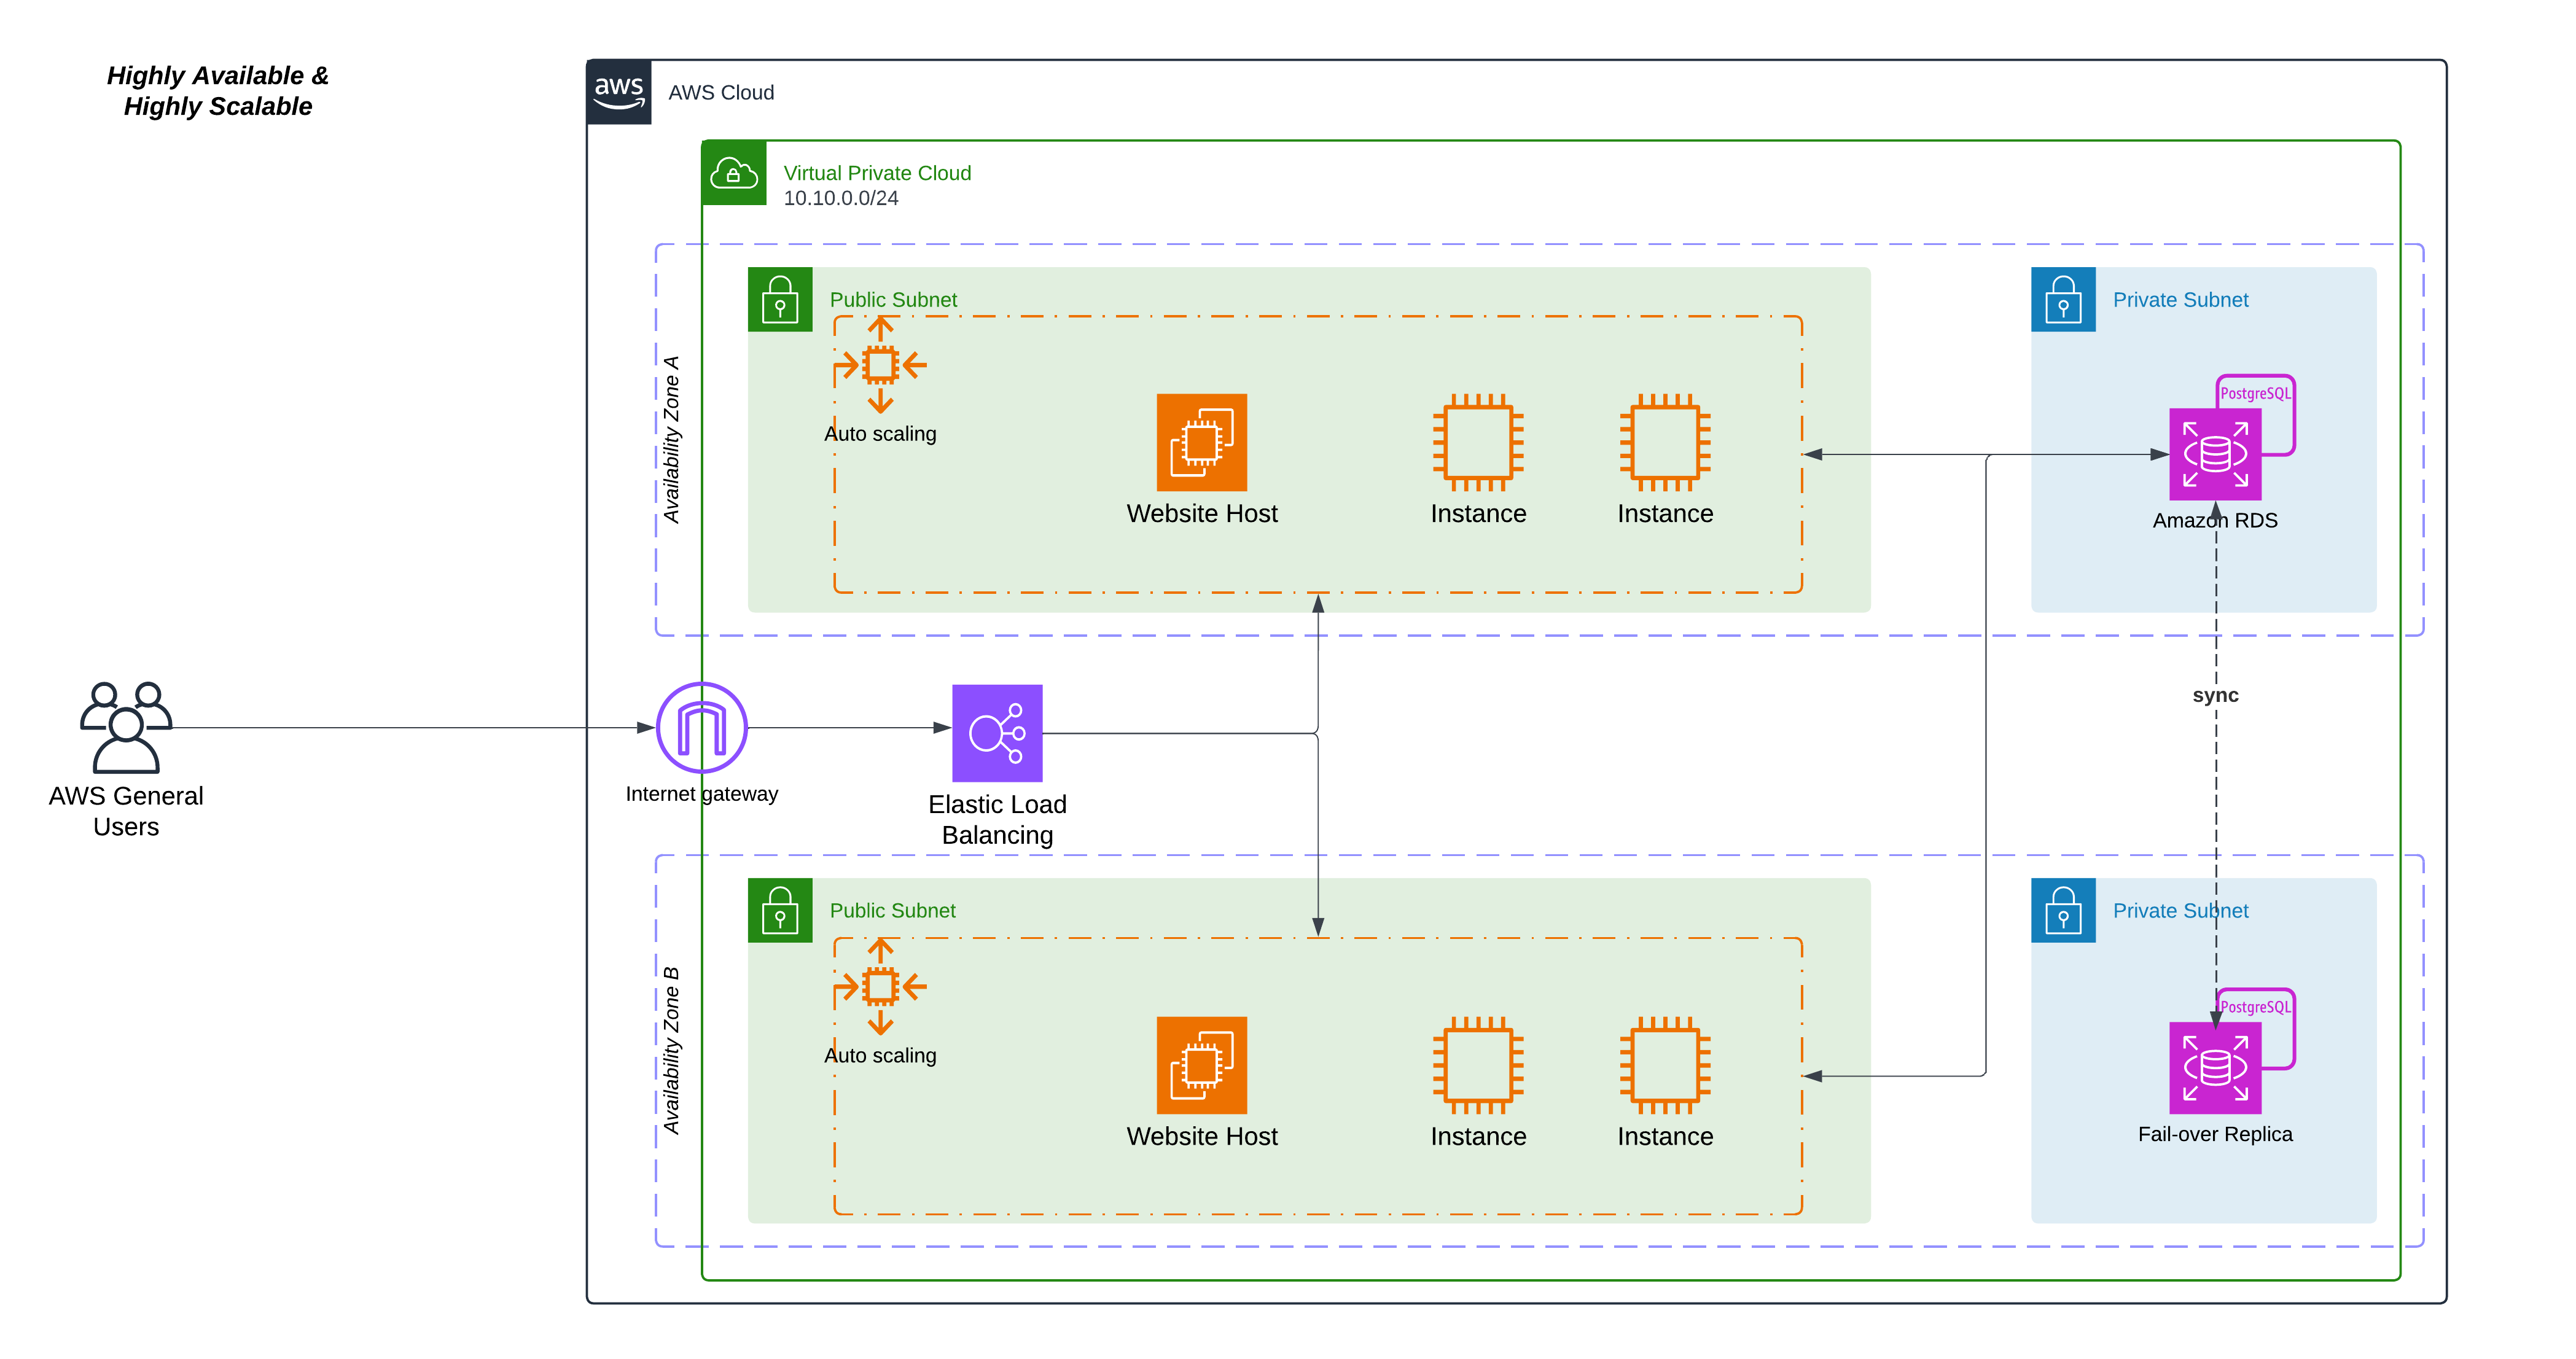 Highly Available &
Highly Scalable
aws
AWS Cloud
Virtual Private Cloud
10.10.0.0/24
Availability Zone A
Public Subnet
Auto scaling
Website Host
Instance
Instance
Private Subnet
PostgreSQL
Amazon RDS
sync
AWS General
Users
Internet gateway
Elastic Load
Balancing
Availability Zone B
Public Subnet
Auto scaling
Website Host
Instance
Instance
Private Subnet
PostgreSQL
Fail-over Replica